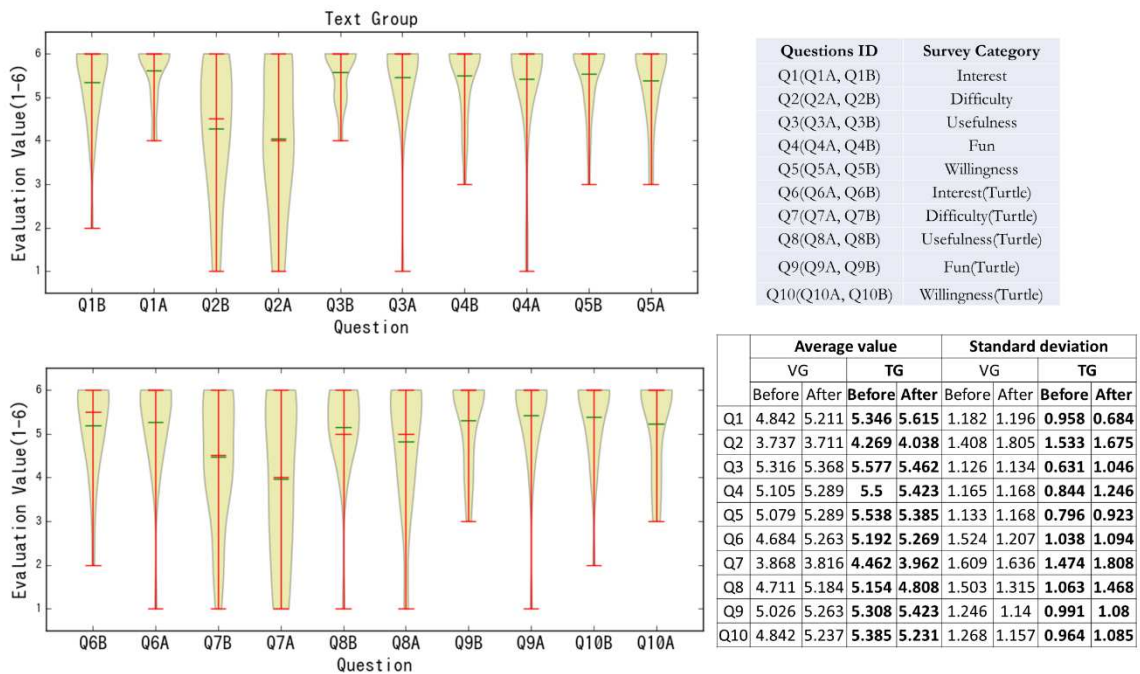 Text Group
Evaluation Value(1-6)
6
5
4
3
2
1
Q1B Q1A Q2B Q2A Q3B Q3A Q4B Q4A Q5B Q5A
Question
Questions ID Survey Category
Q1(Q1A, Q1B) Interest
Q2(Q2A, Q2B) Difficulty
Q3(Q3A, Q3B) Usefulness
Q4(Q4A, Q4B) Fun
Q5(Q5A, Q5B) Willingness
Q6(Q6A, Q6B) Interest(Turtle)
Q7(Q7A, Q7B) Difficulty(Turtle)
Q8(Q8A, Q8B) Usefulness(Turtle)
Q9(Q9A, Q9B) Fun(Turtle)
Q10(Q10A, Q10B) Willingness(Turtle)
Evaluation Value(1-6)
6
5
4
3
2
1
Q6B Q6A Q7B Q7A Q8B Q8A Q9B Q9A Q10B Q10A
Question
Average value Standard deviation
VG TG VG TG
Before After Before After Before After Before After
Q1 4.842 5.211 5.346 5.615 1.182 1.196 0.958 0.684
Q2 3.737 3.711 4.269 4.038 1.408 1.805 1.533 1.675
Q3 5.316 5.368 5.577 5.462 1.126 1.134 0.631 1.046
Q4 5.105 5.289 5.5 5.423 1.165 1.168 0.844 1.246
Q5 5.079 5.289 5.538 5.385 1.133 1.168 0.796 0.923
Q6 4.684 5.263 5.192 5.269 1.524 1.207 1.038 1.094
Q7 3.868 3.816 4.462 3.962 1.609 1.636 1.474 1.808
Q8 4.711 5.184 5.154 4.808 1.503 1.315 1.063 1.468
Q9 5.026 5.263 5.308 5.423 1.246 1.14 0.991 1.08
Q10 4.842 5.237 5.385 5.231 1.268 1.157 0.964 1.085